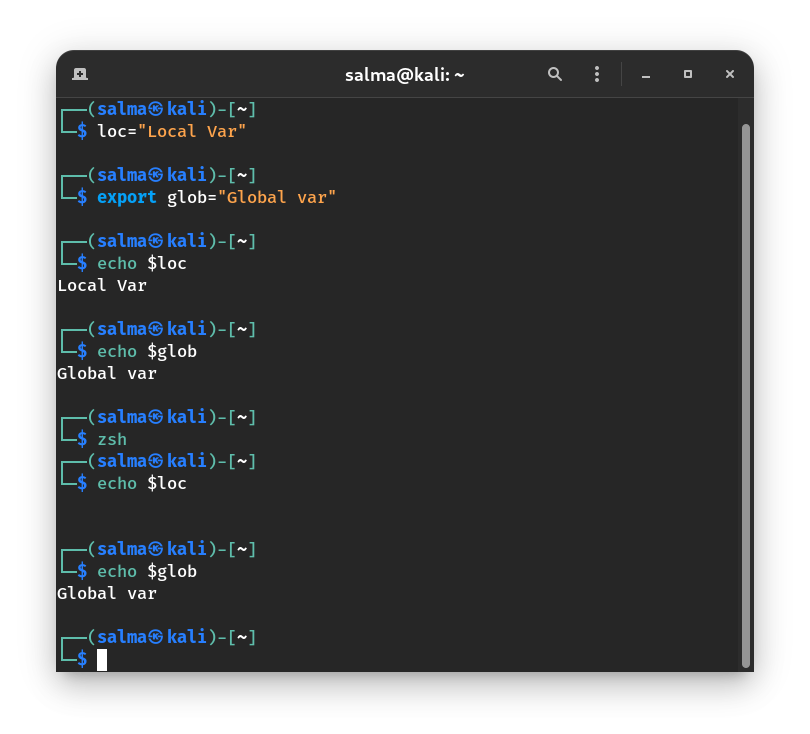 salma@kali: ~
┌──(salma㉿kali)-[~]
└─$ loc="Local Var"
┌──(salma㉿kali)-[~]
└─$ export glob="Global var"
┌──(salma㉿kali)-[~]
└─$ echo $loc
Local Var
┌──(salma㉿kali)-[~]
└─$ echo $glob
Global var
┌──(salma㉿kali)-[~]
└─$ zsh
┌──(salma㉿kali)-[~]
└─$ echo $loc
┌──(salma㉿kali)-[~]
└─$ echo $glob
Global var
┌──(salma㉿kali)-[~]
└─$